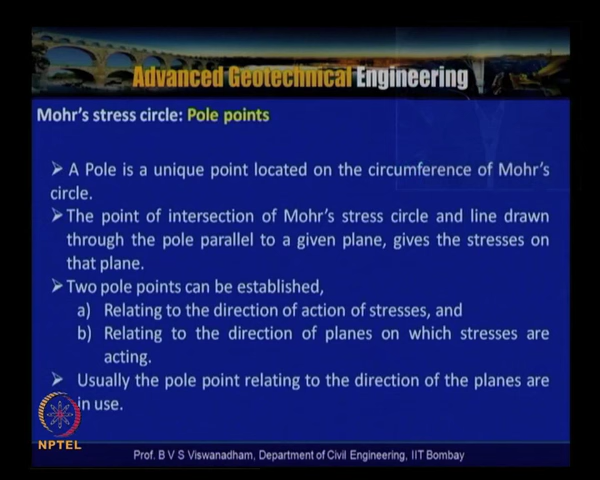 Advanced Geotechnical Engineering
Mohr's stress circle: Pole points
➢ A Pole is a unique point located on the circumference of Mohr's
circle.
➢ The point of intersection of Mohr's stress circle and line drawn
through the pole parallel to a given plane, gives the stresses on
that plane.
➢ Two pole points can be established,
a) Relating to the direction of action of stresses, and
b) Relating to the direction of planes on which stresses are
acting.
➢ Usually the pole point relating to the direction of the planes are
in use.
NPTEL
Prof. B V S Viswanadham, Department of Civil Engineering, IIT Bombay